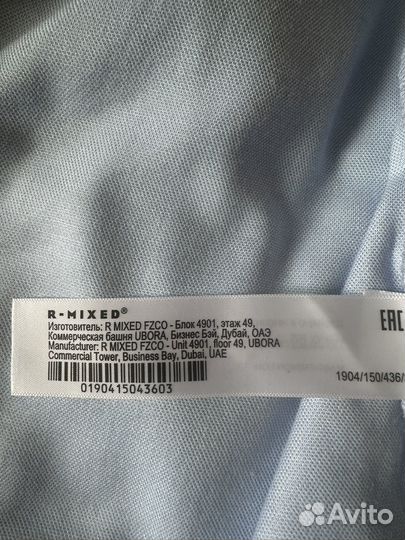 R-MIXED®
Изготовитель: R MIXED FZCO - Блок 4901, этаж 49,
Коммерческая башня UBORA, Бизнес Бэй, Дубай, ОАЭ
Manufacturer: R MIXED FZCO - Unit 4901, floor 49, UBORA
Commercial Tower, Business Bay, Dubai, UAE
0190415043603
EAC
1904/150/436/
Avito